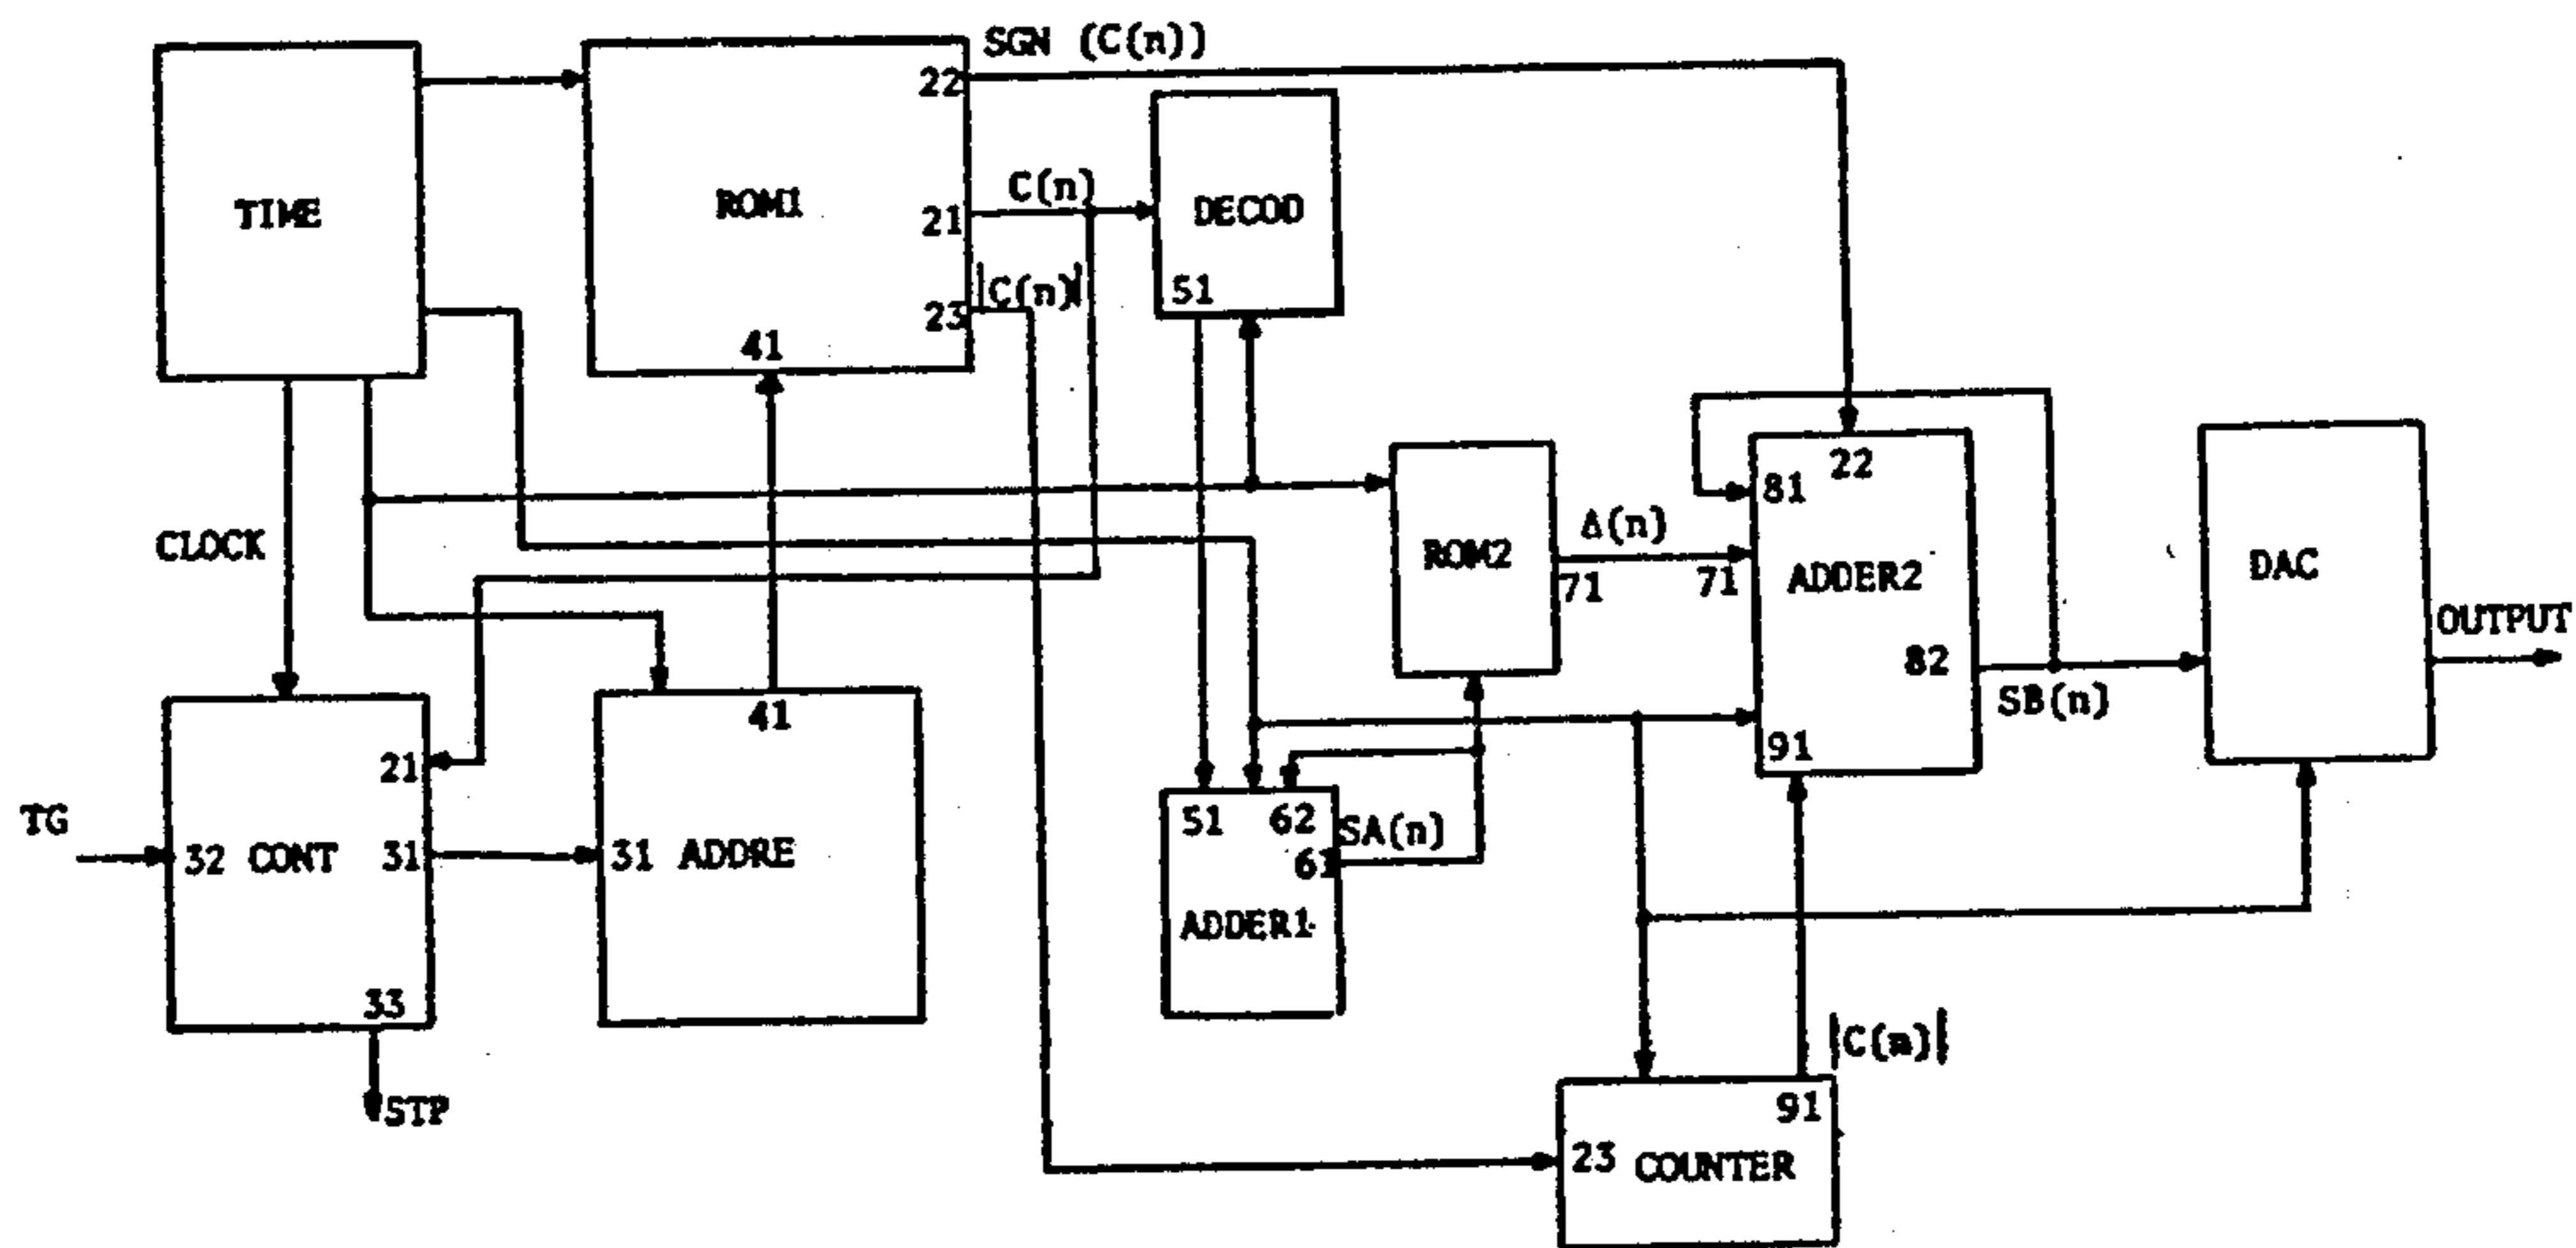 SGN (C(n))
22
TIME
ROM1
C(n)
21
DECOD
|C(n)|
23
51
41
22
81
CLOCK
ROM2
Δ(n)
71
71
ADDER2
DAC
OUTPUT
82
SB(n)
91
41
21
TG
32 CONT
31
31 ADDRE
51
62
SA(n)
61
ADDER1
33
STP
|C(n)|
91
23 COUNTER